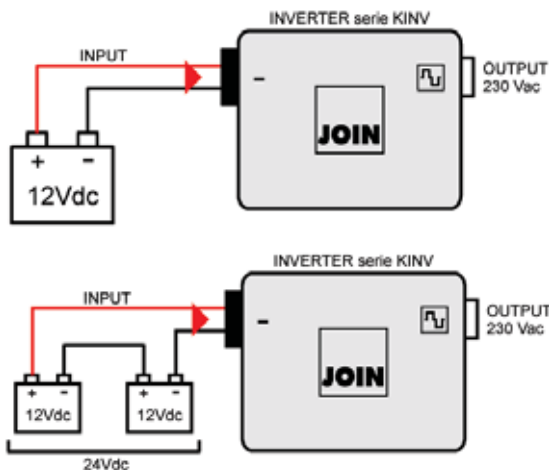 INVERTER serie KINV
INPUT
OUTPUT
230 Vac
-
JOIN
+ -
12Vdc
INVERTER serie KINV
INPUT
OUTPUT
230 Vac
-
JOIN
+ - + -
12Vdc 12Vdc
24Vdc